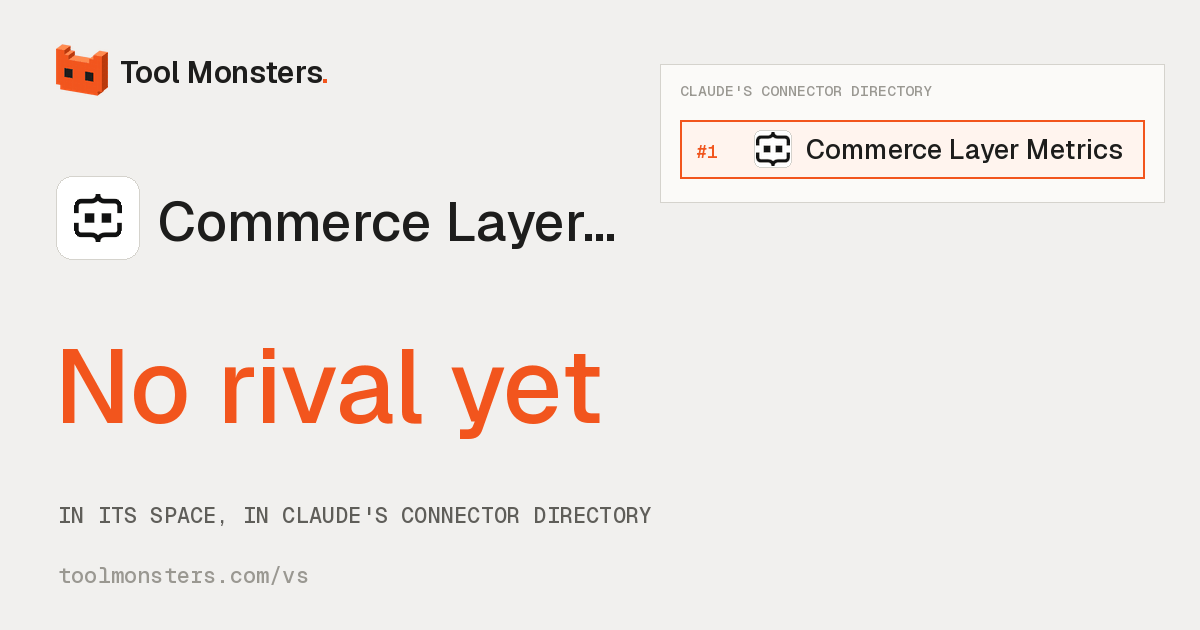 Tool Monsters.
Commerce Layer...
No rival yet
IN ITS SPACE, IN CLAUDE'S CONNECTOR DIRECTORY
toolmonsters.com/vs
CLAUDE'S CONNECTOR DIRECTORY
#1 Commerce Layer Metrics